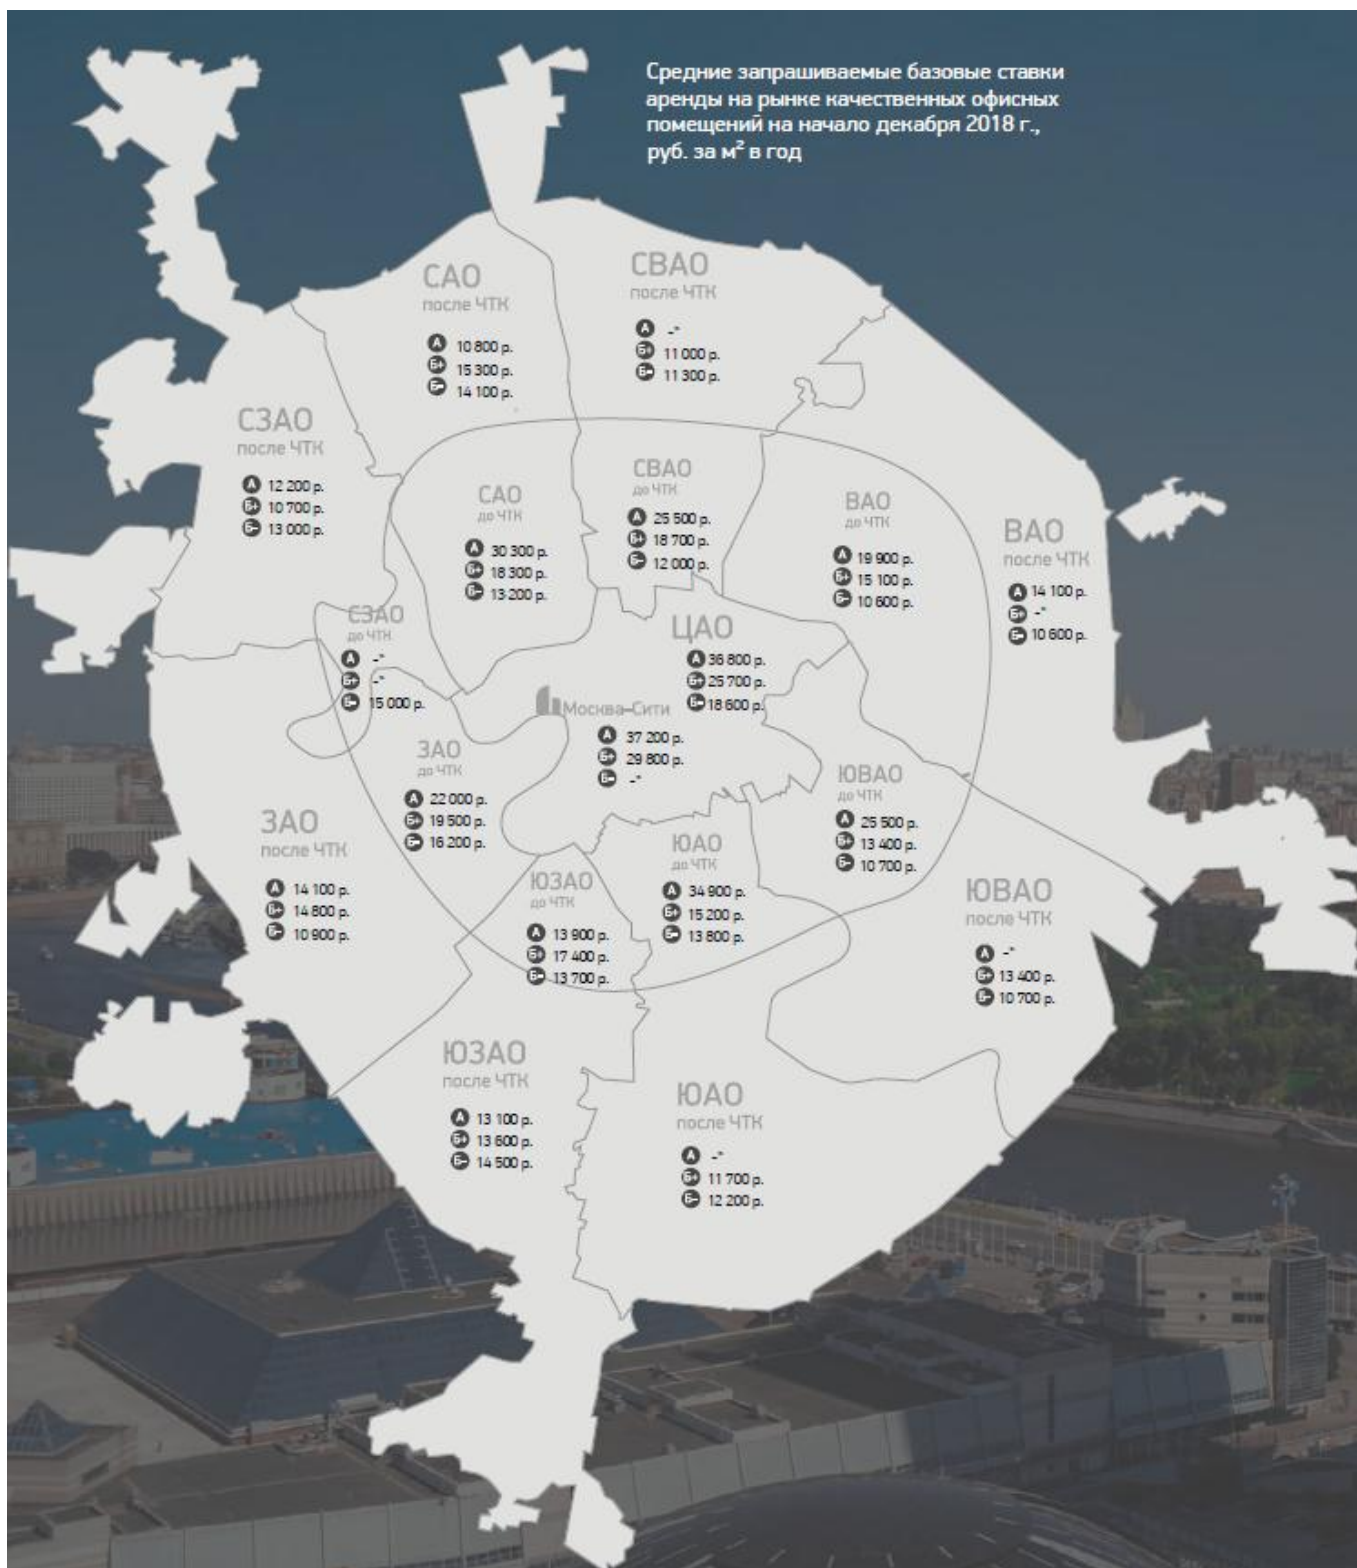 Средние запрашиваемые базовые ставки
аренды на рынке качественных офисных
помещений на начало декабря 2018 г.,
руб. за м² в год
САО
после ЧТК
А 10 800 р.
Б+ 15 300 р.
Б- 14 100 р.
СВАО
после ЧТК
А -*
Б+ 11 000 р.
Б- 11 300 р.
СЗАО
после ЧТК
А 12 200 р.
Б+ 10 700 р.
Б- 13 000 р.
САО
до ЧТК
А 30 300 р.
Б+ 18 300 р.
Б- 13 200 р.
СВАО
до ЧТК
А 25 500 р.
Б+ 18 700 р.
Б- 12 000 р.
ВАО
до ЧТК
А 19 900 р.
Б+ 15 100 р.
Б- 10 600 р.
ВАО
после ЧТК
А 14 100 р.
Б+ -*
Б- 10 600 р.
СЗАО
до ЧТК
А -*
Б+ -*
Б- 15 000 р.
ЦАО
А 36 800 р.
Б+ 25 700 р.
Б- 18 600 р.
Москва-Сити
А 37 200 р.
Б+ 29 800 р.
Б- -*
ЗАО
до ЧТК
А 22 000 р.
Б+ 19 500 р.
Б- 16 200 р.
ЮВАО
до ЧТК
А 25 500 р.
Б+ 13 400 р.
Б- 10 700 р.
ЗАО
после ЧТК
А 14 100 р.
Б+ 14 800 р.
Б- 10 900 р.
ЮЗАО
до ЧТК
А 13 900 р.
Б+ 17 400 р.
Б- 13 700 р.
ЮАО
до ЧТК
А 34 900 р.
Б+ 15 200 р.
Б- 13 800 р.
ЮВАО
после ЧТК
А -*
Б+ 13 400 р.
Б- 10 700 р.
ЮЗАО
после ЧТК
А 13 100 р.
Б+ 13 600 р.
Б- 14 500 р.
ЮАО
после ЧТК
А -*
Б+ 11 700 р.
Б- 12 200 р.